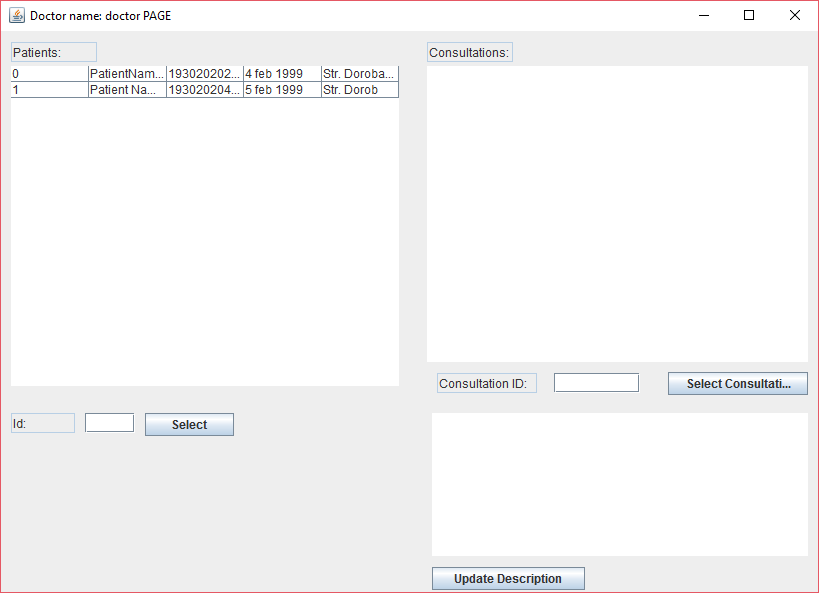 Doctor name: doctor PAGE
Patients:
0 PatientNam... 193020202... 4 feb 1999 Str. Doroba...
1 Patient Na... 193020204... 5 feb 1999 Str. Dorob
Id:
Select
Consultations:
Consultation ID:
Select Consultati...
Update Description